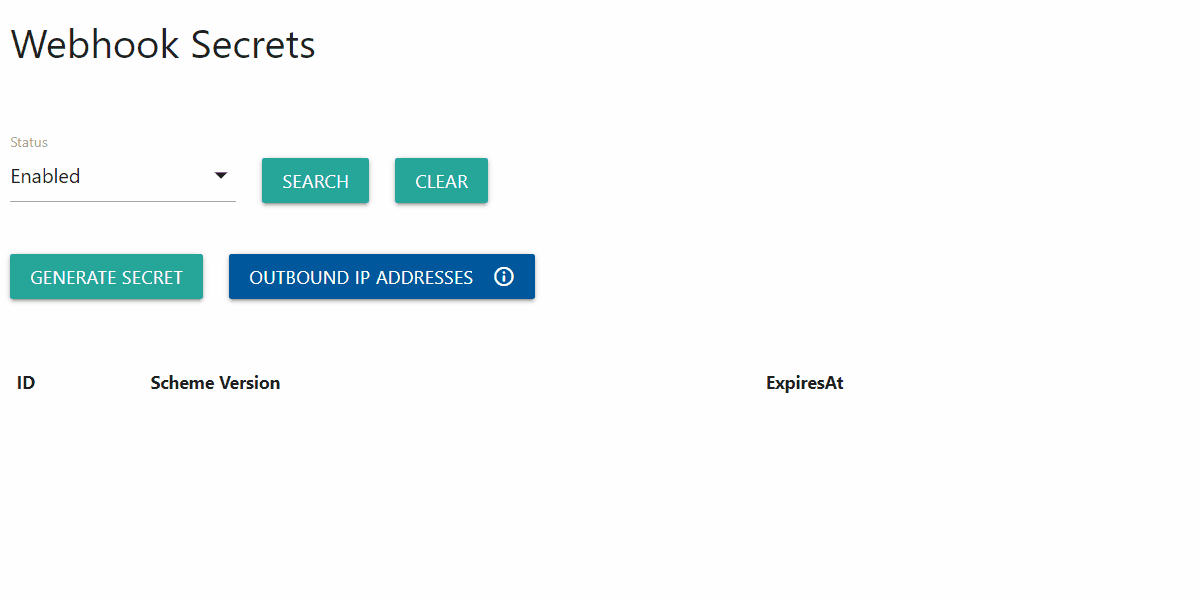 Webhook Secrets
Status
Enabled
SEARCH
CLEAR
GENERATE SECRET
OUTBOUND IP ADDRESSES
ID Scheme Version ExpiresAt